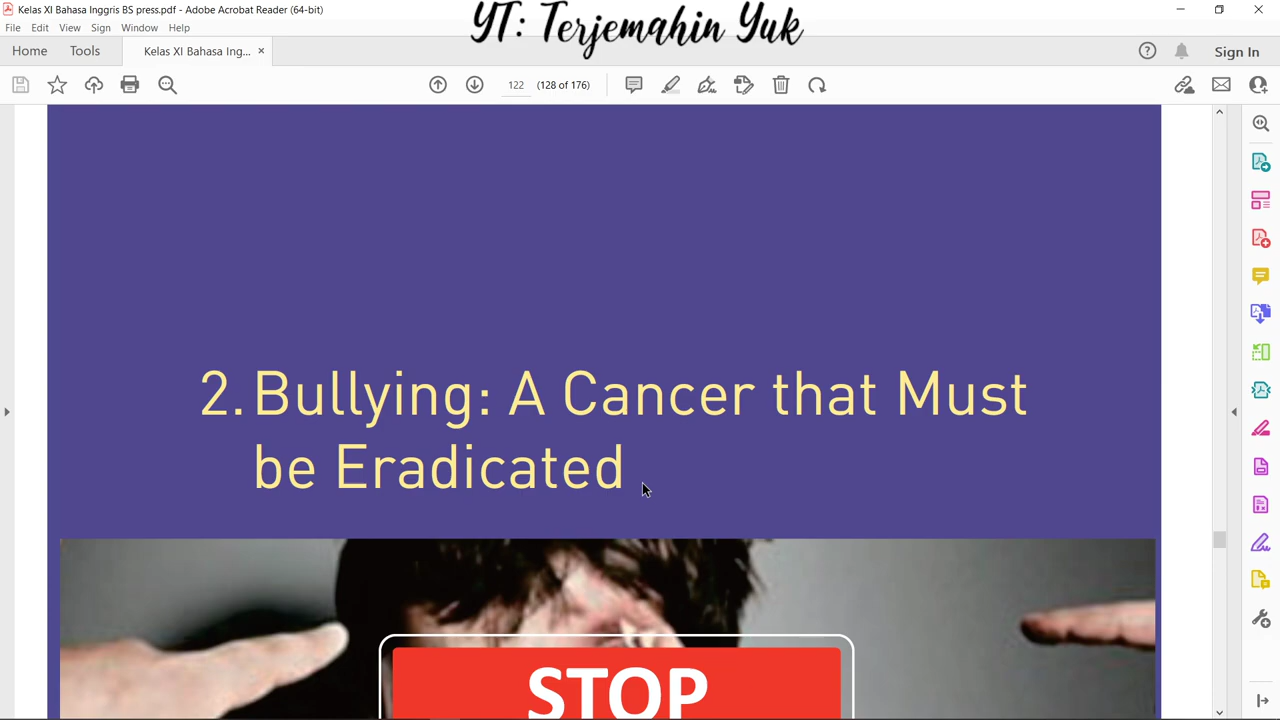 Kelas XI Bahasa Inggris BS press.pdf - Adobe Acrobat Reader (64-bit)
YT: Terjemahin Yuk
File Edit View Sign Window Help
Home Tools Kelas XI Bahasa Ing... × Sign In
122 (128 of 176)
2. Bullying: A Cancer that Must
be Eradicated
STOP